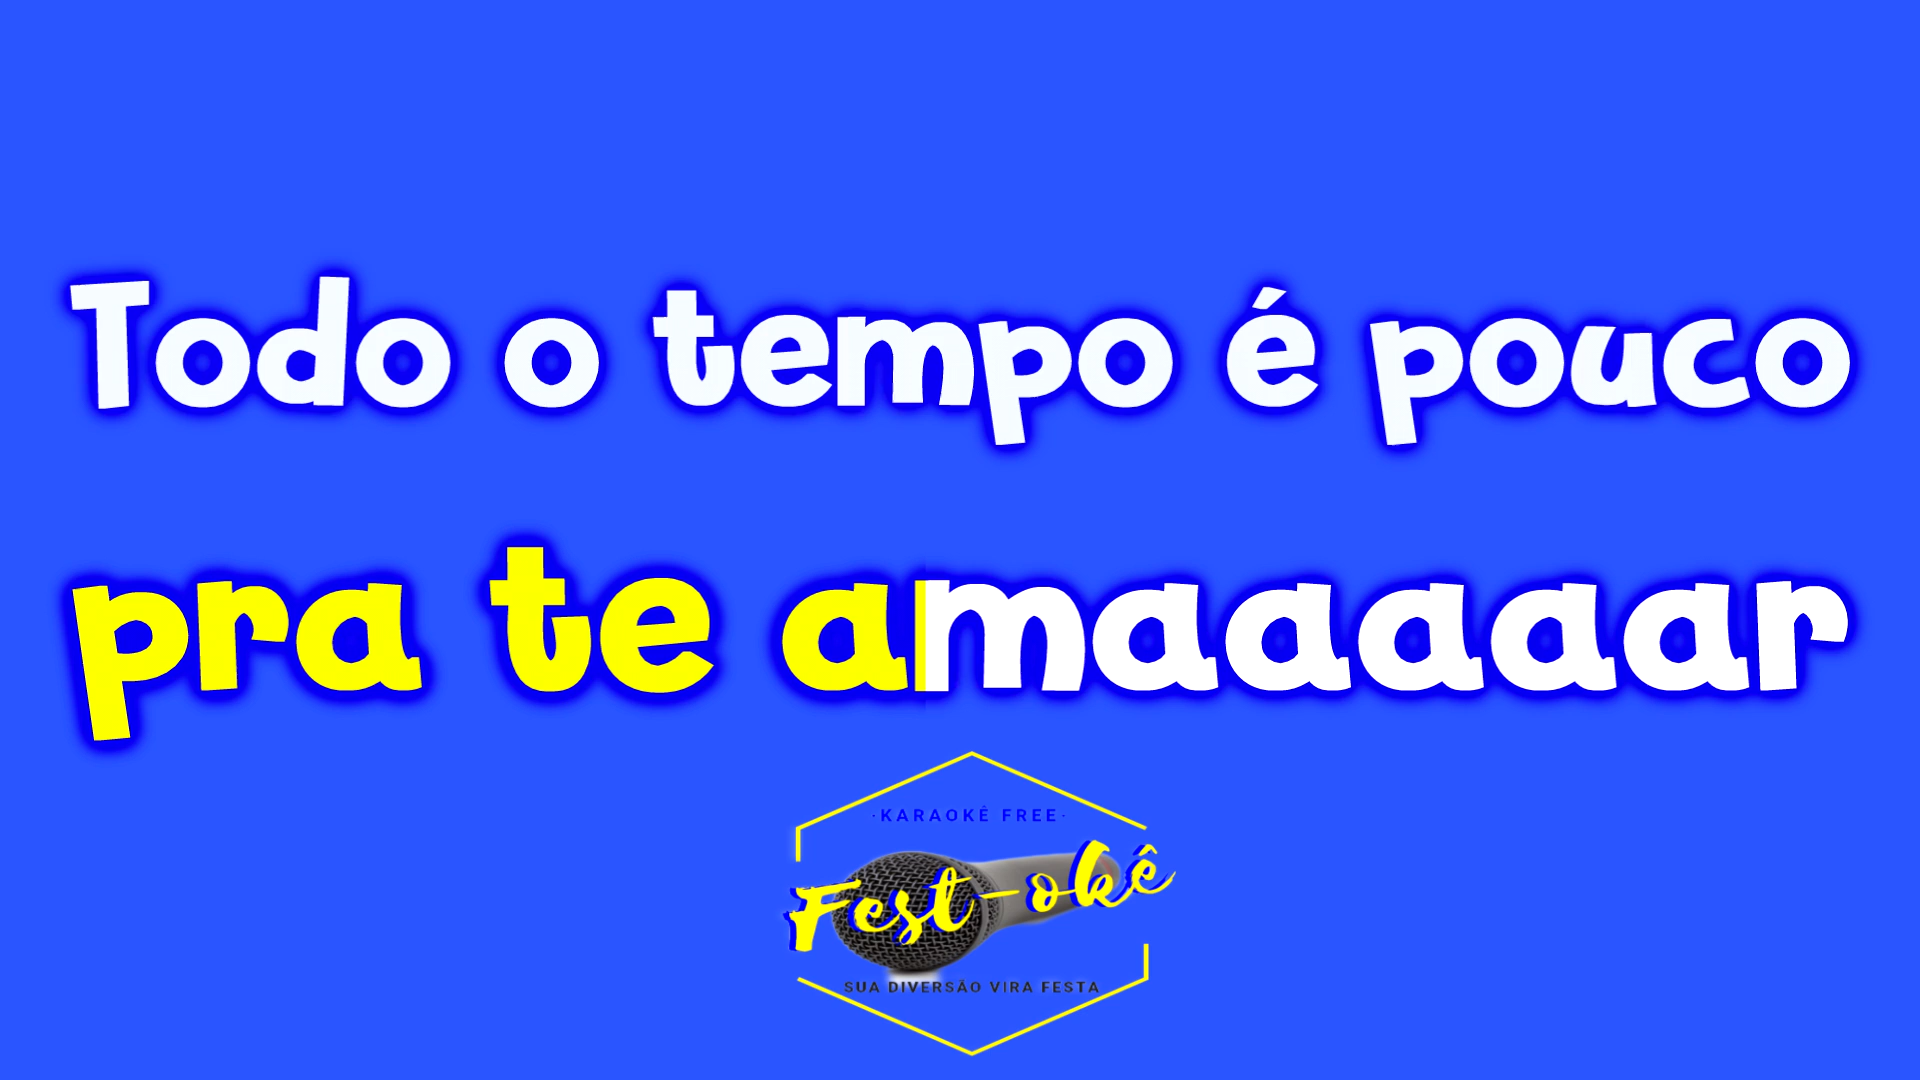 Todo o tempo é pouco
pra te amaaaaar
·KARAOKÊ FREE·
Fest-okê
SUA DIVERSÃO VIRA FESTA